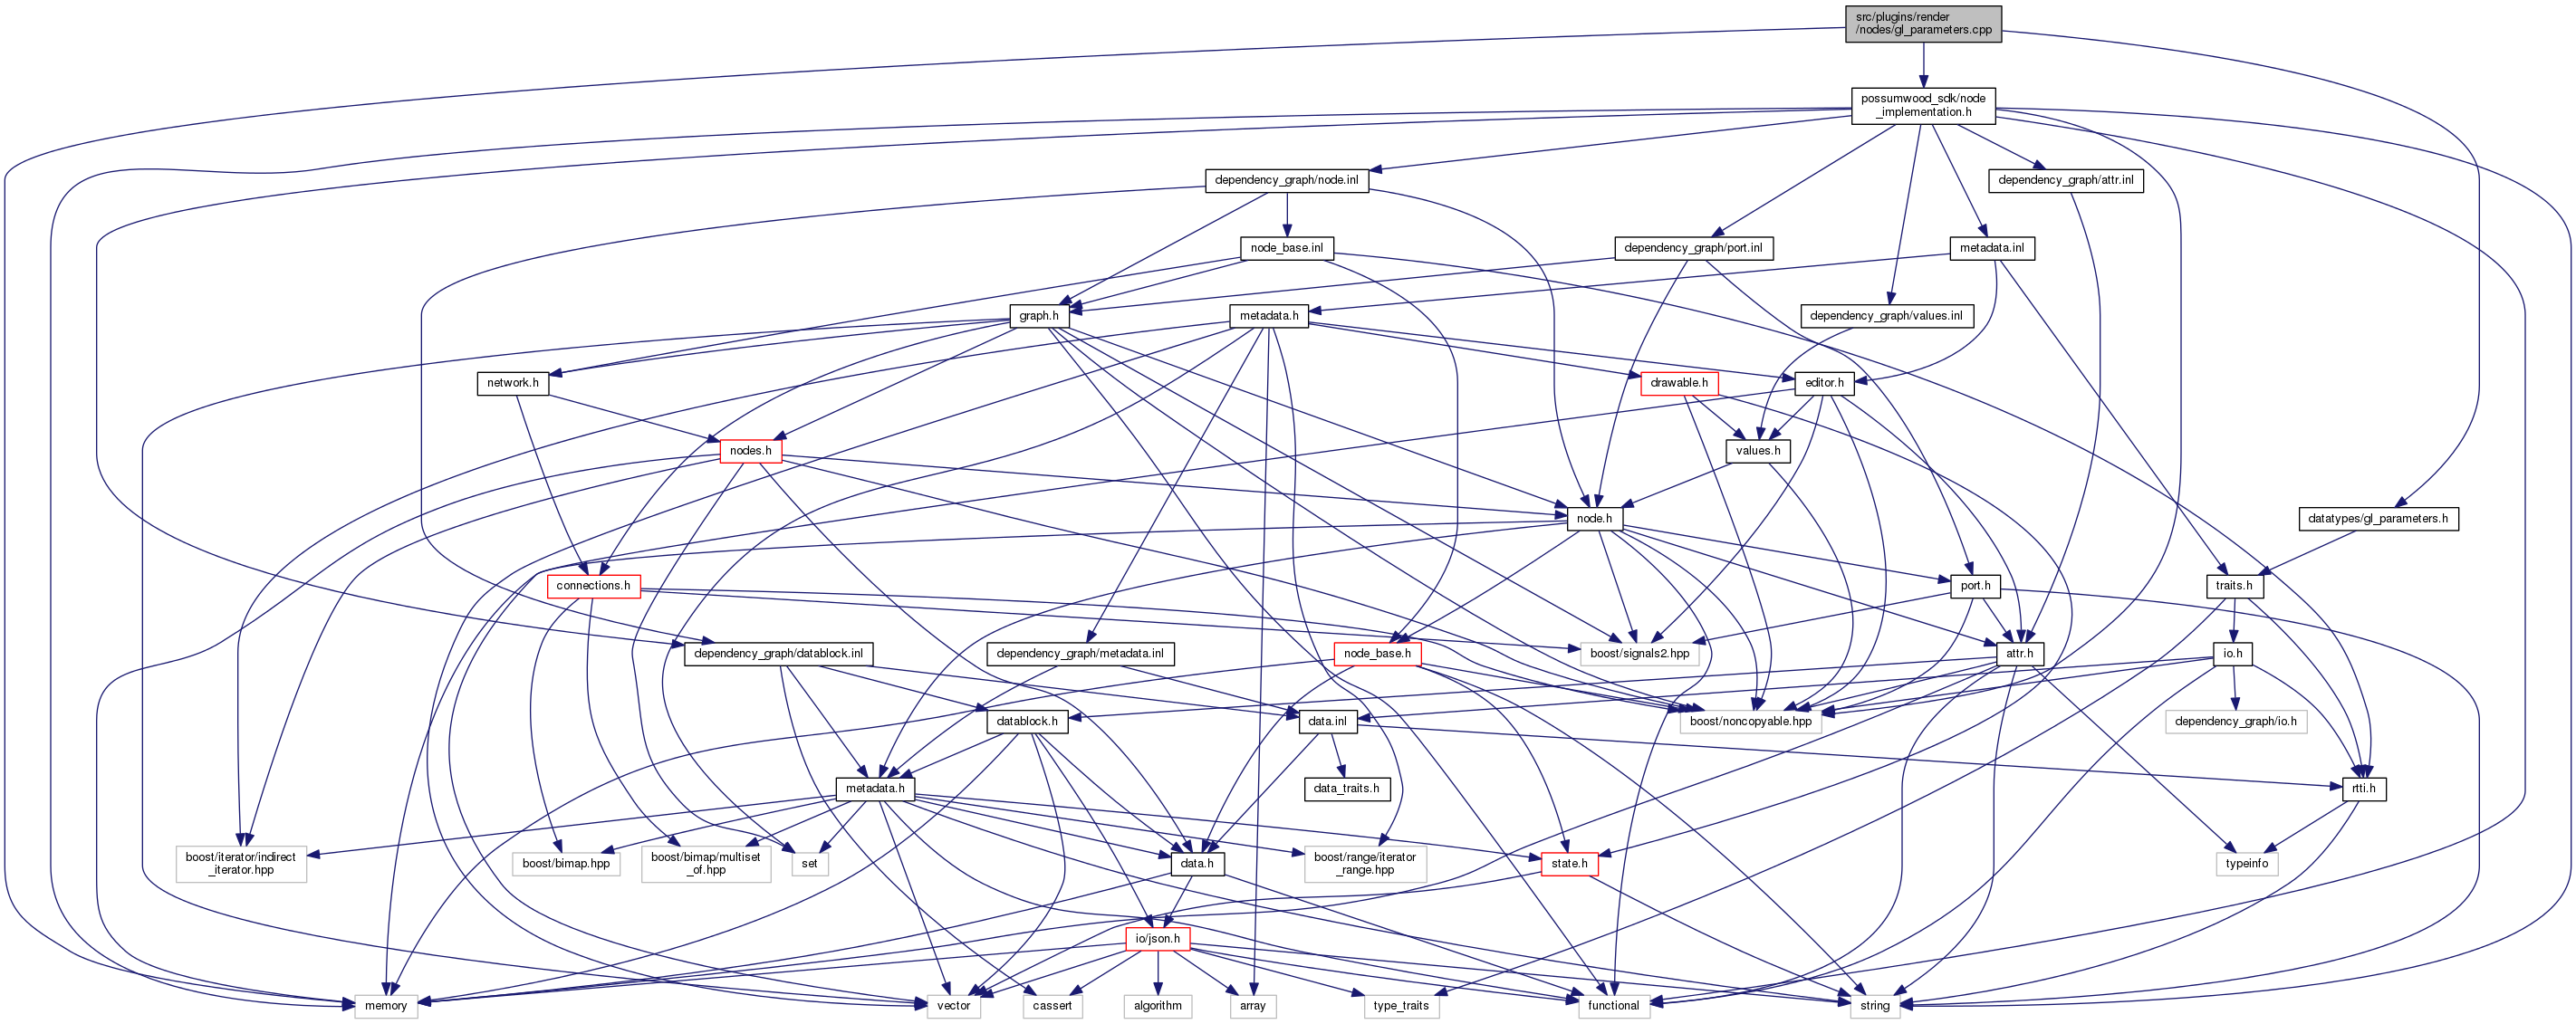 src/plugins/render
/nodes/gl_parameters.cpp
possumwood_sdk/node
_implementation.h
dependency_graph/node.inl
dependency_graph/attr.inl
node_base.inl
dependency_graph/port.inl
metadata.inl
graph.h
metadata.h
dependency_graph/values.inl
network.h
drawable.h
editor.h
nodes.h
values.h
node.h
datatypes/gl_parameters.h
connections.h
port.h
traits.h
dependency_graph/datablock.inl
dependency_graph/metadata.inl
node_base.h
boost/signals2.hpp
attr.h
io.h
datablock.h
data.inl
boost/noncopyable.hpp
dependency_graph/io.h
metadata.h
data_traits.h
rtti.h
boost/iterator/indirect
_iterator.hpp
boost/bimap.hpp
boost/bimap/multiset
_of.hpp
set
data.h
boost/range/iterator
_range.hpp
state.h
typeinfo
io/json.h
memory
vector
cassert
algorithm
array
type_traits
functional
string